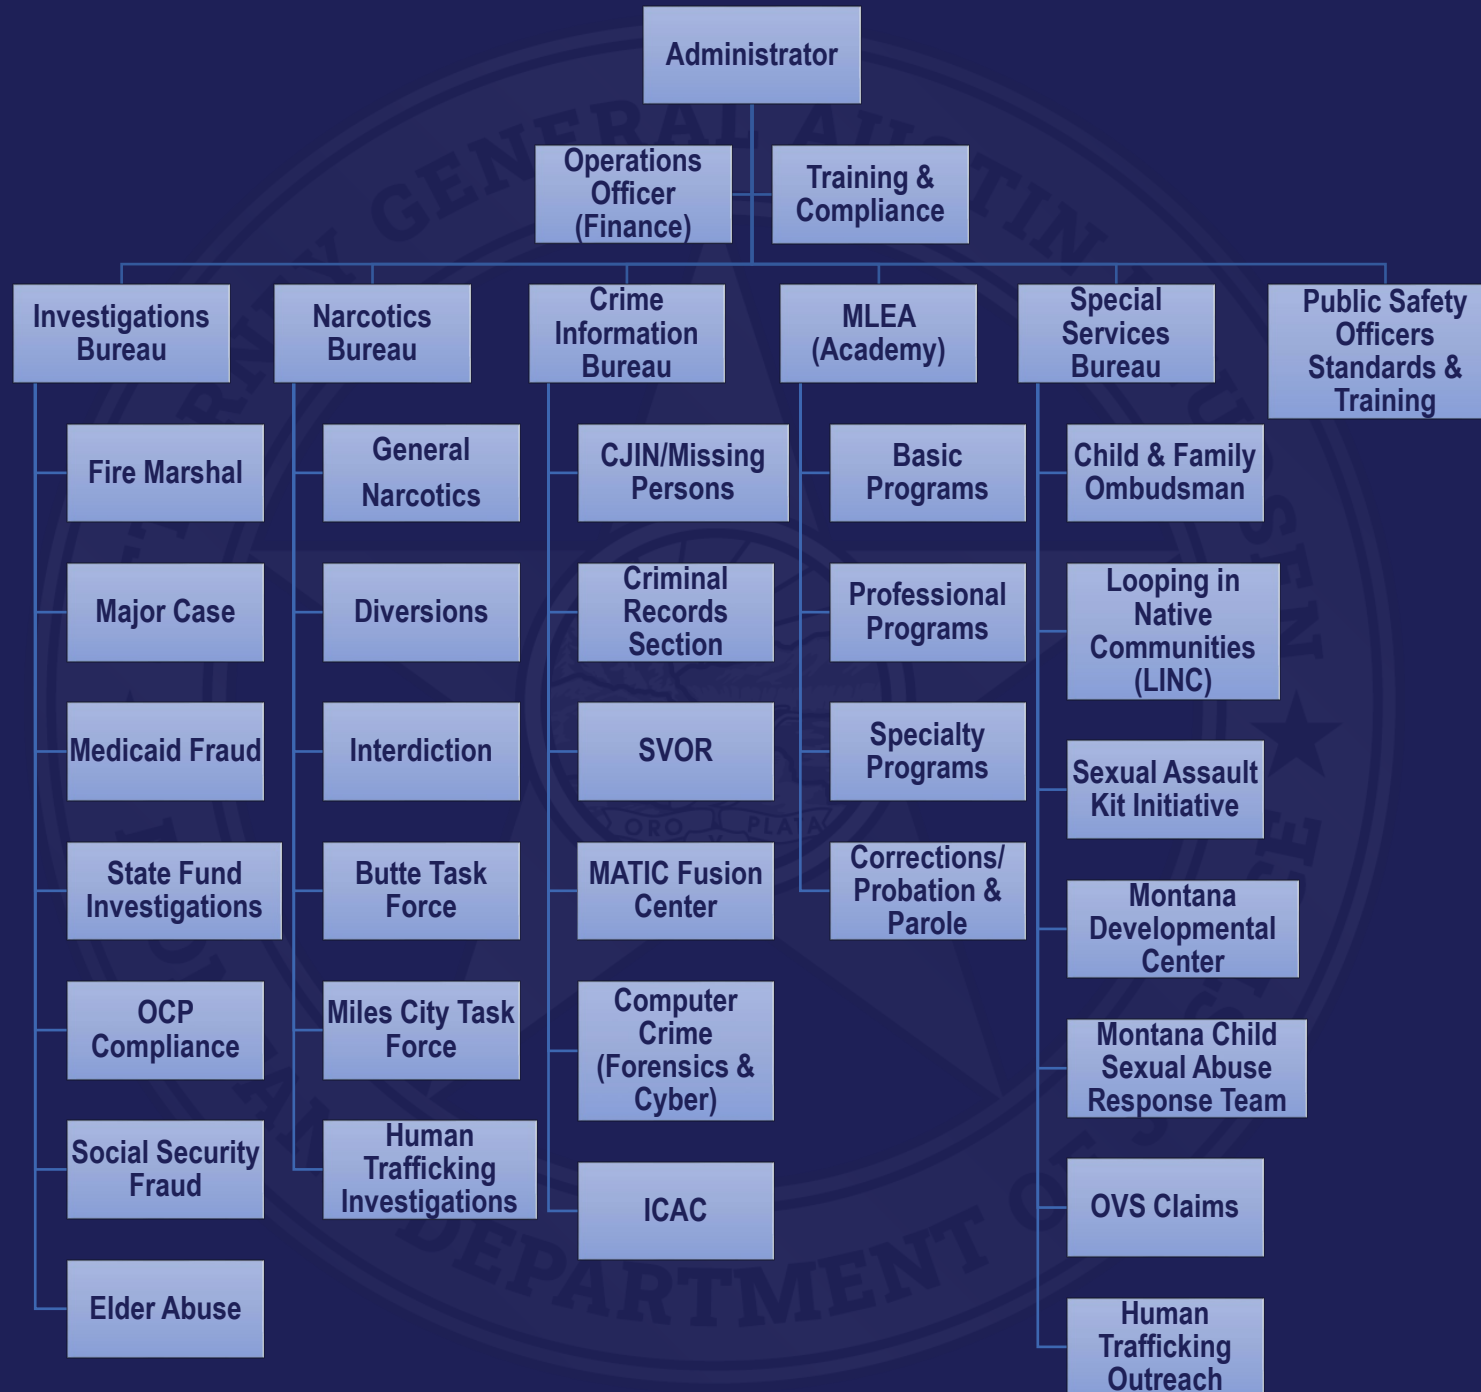 Administrator
Operations
Officer
(Finance)
Training &
Compliance
Investigations
Bureau
Fire Marshal
Major Case
Medicaid Fraud
State Fund
Investigations
OCP
Compliance
Social Security
Fraud
Elder Abuse
Narcotics
Bureau
General
Narcotics
Diversions
Interdiction
Butte Task
Force
Miles City Task
Force
Human
Trafficking
Investigations
Crime
Information
Bureau
CJIN/Missing
Persons
Criminal
Records
Section
SVOR
MATIC Fusion
Center
Computer
Crime
(Forensics &
Cyber)
ICAC
MLEA
(Academy)
Basic
Programs
Professional
Programs
Specialty
Programs
Corrections/
Probation &
Parole
Special
Services
Bureau
Child & Family
Ombudsman
Looping in
Native
Communities
(LINC)
Sexual Assault
Kit Initiative
Montana
Developmental
Center
Montana Child
Sexual Abuse
Response Team
OVS Claims
Human
Trafficking
Outreach
Public Safety
Officers
Standards &
Training
GENERAL
DEPARTMENT OF
ORO Y PLATA